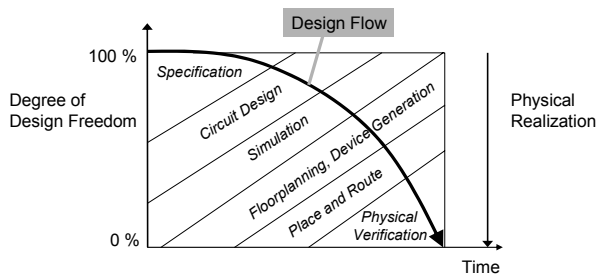 Design Flow
100 %
Specification
Degree of
Design Freedom
Circuit Design
Simulation
Floorplanning, Device Generation
Place and Route
Physical
Verification
Physical
Realization
0 %
Time